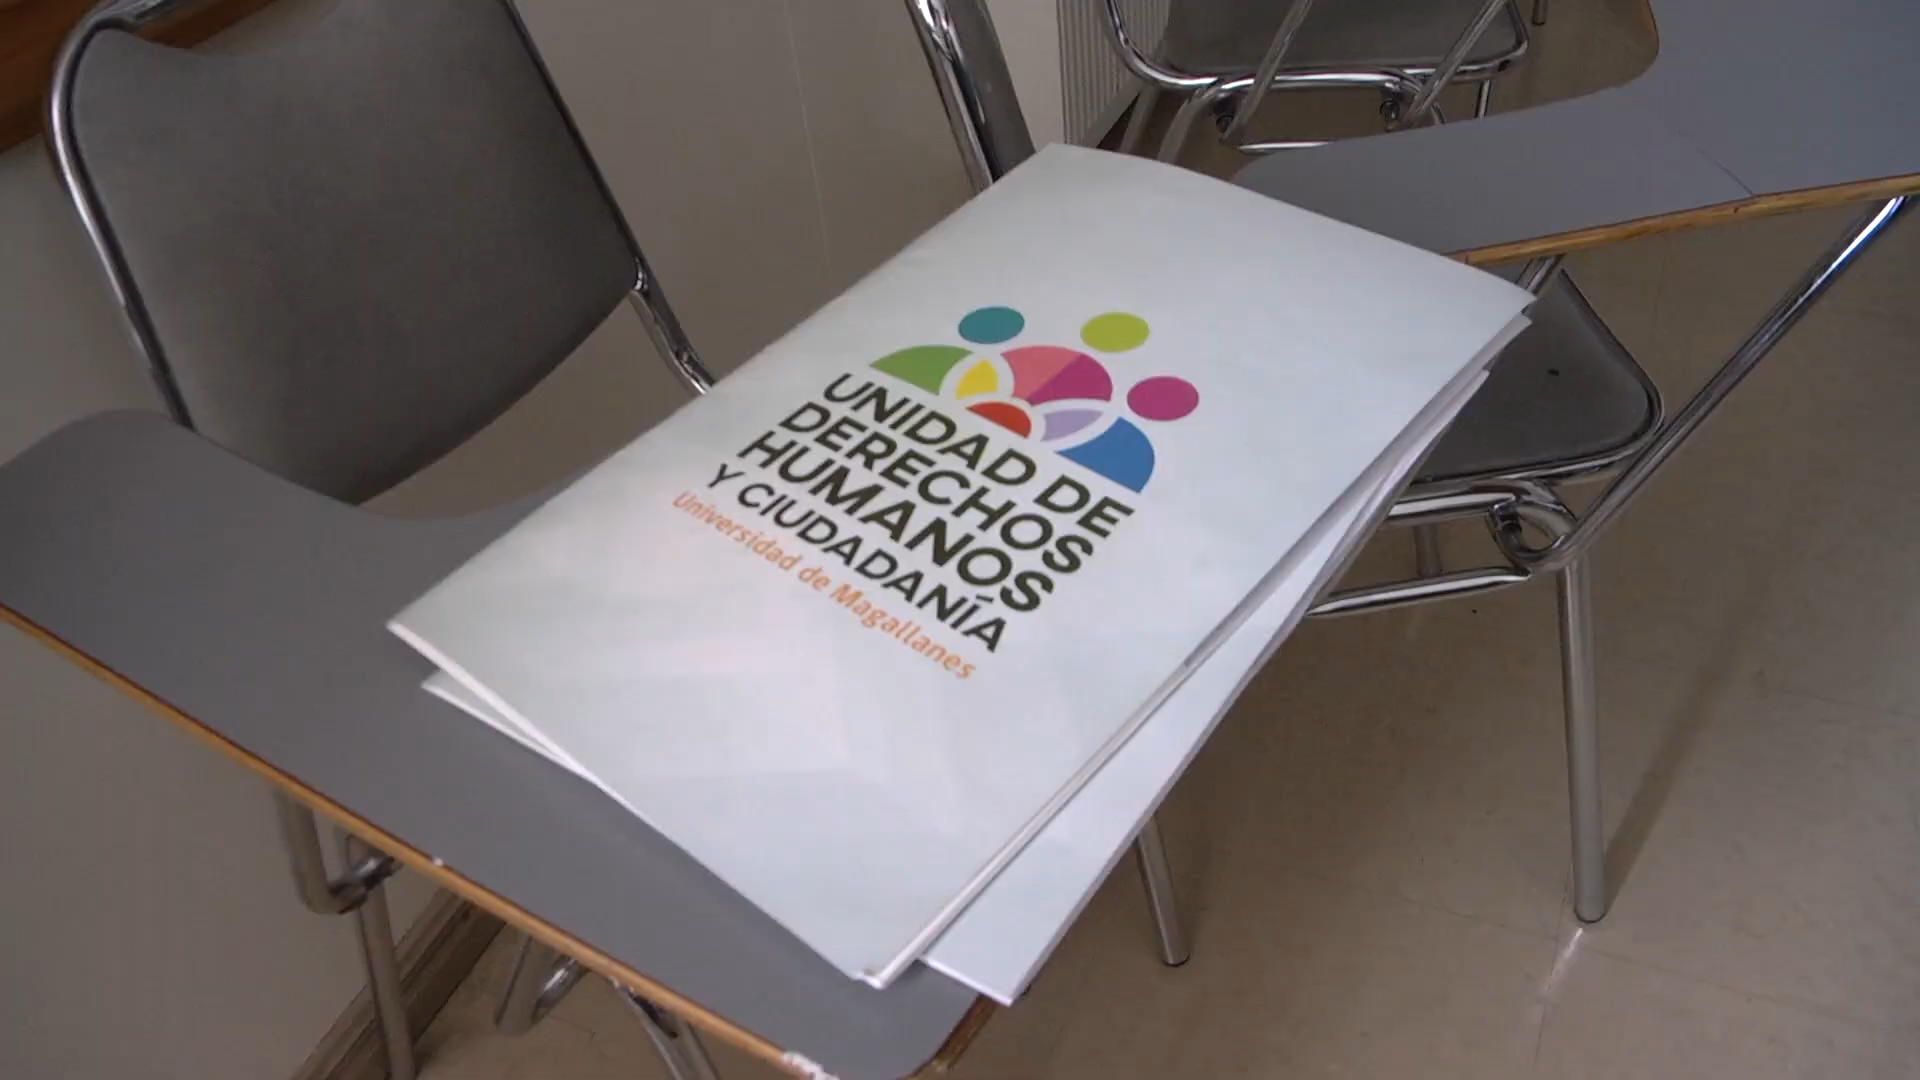 UNIDAD DE
DERECHOS
HUMANOS
Y CIUDADANÍA
Universidad de Magallanes